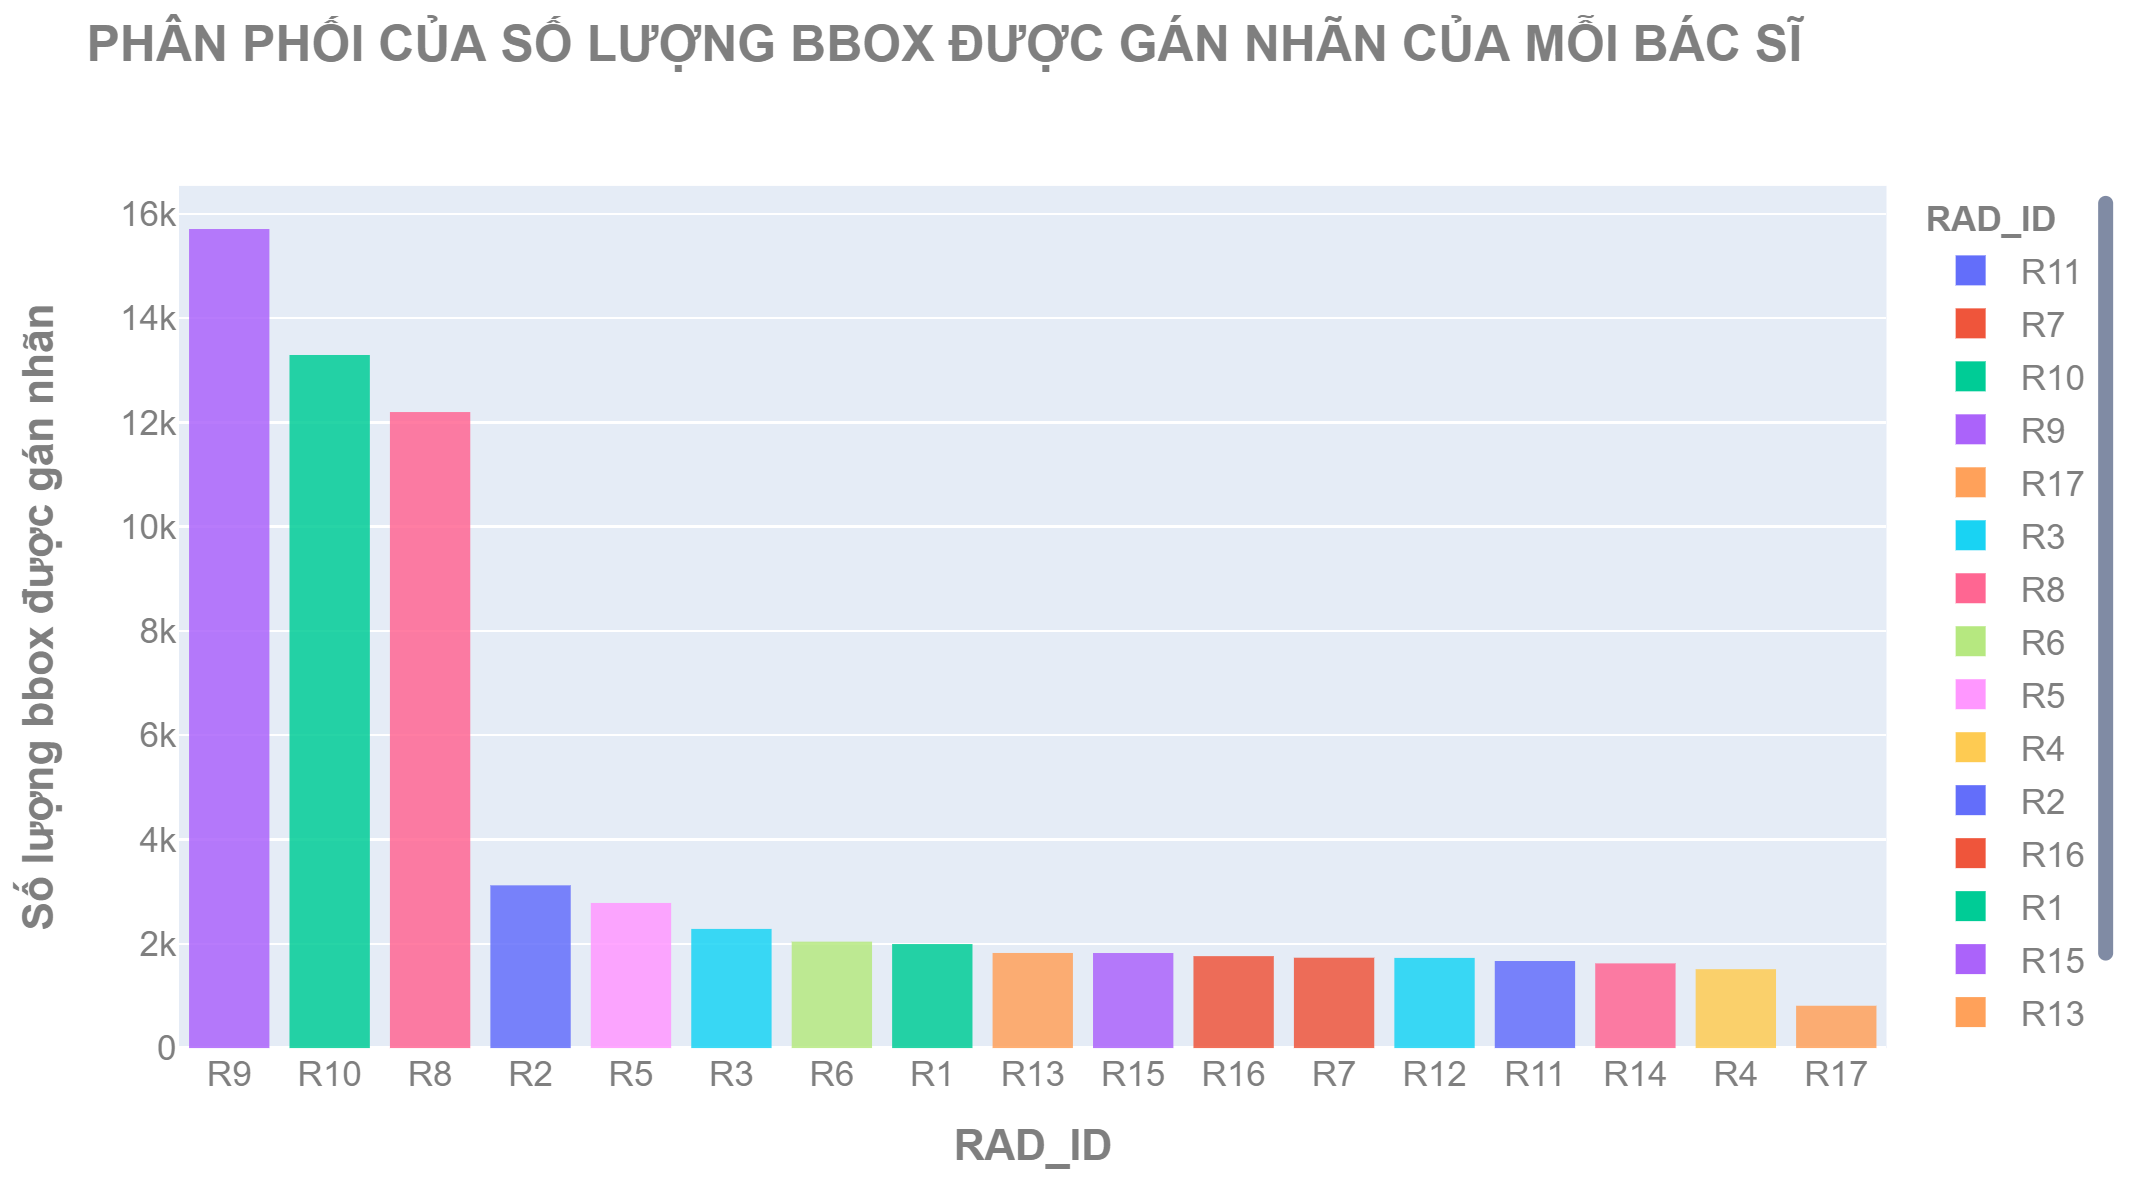 PHÂN PHỐI CỦA SỐ LƯỢNG BBOX ĐƯỢC GÁN NHÃN CỦA MỖI BÁC SĨ
Số lượng bbox được gán nhãn
16k
14k
12k
10k
8k
6k
4k
2k
0
R9 R10 R8 R2 R5 R3 R6 R1 R13 R15 R16 R7 R12 R11 R14 R4 R17
RAD_ID
RAD_ID
R11
R7
R10
R9
R17
R3
R8
R6
R5
R4
R2
R16
R1
R15
R13